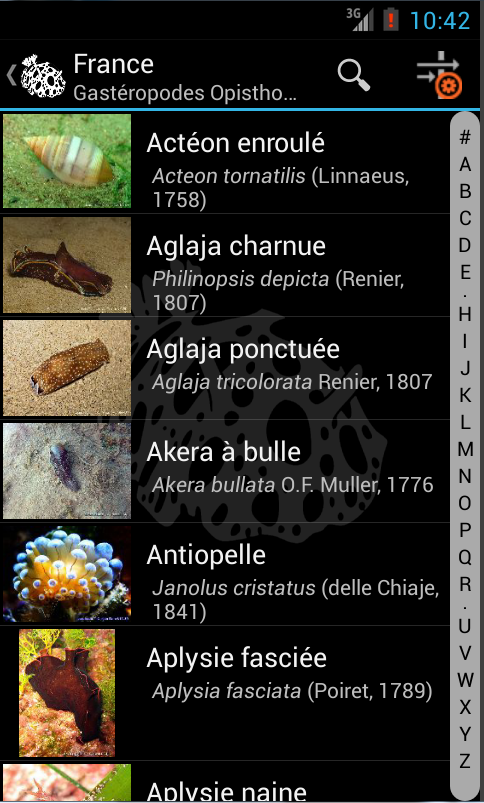 3G 10:42
France
Gastéropodes Opistho...
Actéon enroulé
Acteon tornatilis (Linnaeus,
1758)
Aglaja charnue
Philinopsis depicta (Renier,
1807)
Aglaja ponctuée
Aglaja tricolorata Renier, 1807
Akera à bulle
Akera bullata O.F. Muller, 1776
Antiopelle
Janolus cristatus (delle Chiaje,
1841)
Aplysie fasciée
Aplysia fasciata (Poiret, 1789)
Aplysie naine
#
A
B
C
D
E
.
H
I
J
K
L
M
N
O
P
Q
R
.
U
V
W
X
Y
Z